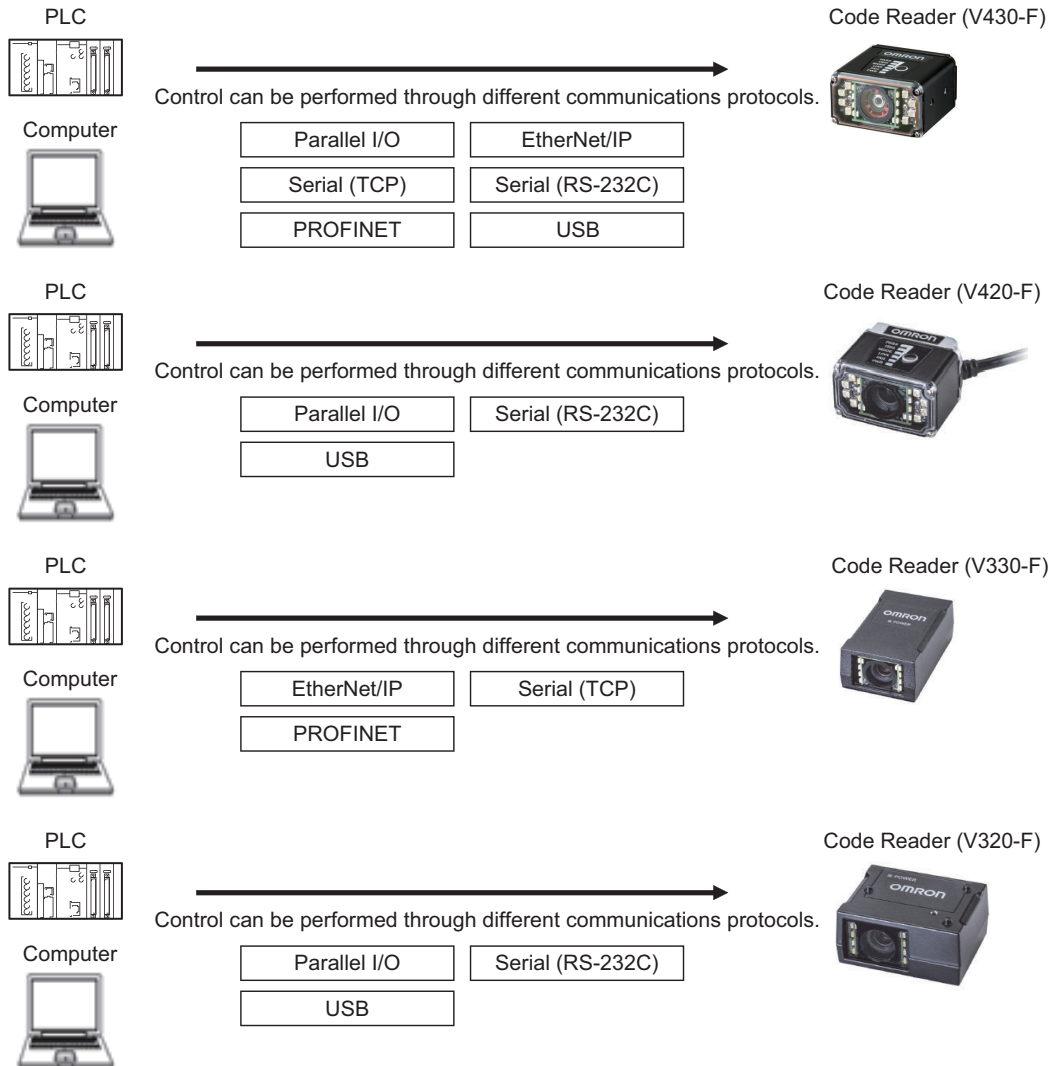 PLC
Code Reader (V430-F)
OMRON
Control can be performed through different communications protocols.
Computer
Parallel I/O
EtherNet/IP
Serial (TCP)
Serial (RS-232C)
PROFINET
USB
PLC
Code Reader (V420-F)
OMRON
Control can be performed through different communications protocols.
Computer
Parallel I/O
Serial (RS-232C)
USB
PLC
Code Reader (V330-F)
OMRON
POWER
Control can be performed through different communications protocols.
Computer
EtherNet/IP
Serial (TCP)
PROFINET
PLC
Code Reader (V320-F)
POWER
OMRON
Control can be performed through different communications protocols.
Computer
Parallel I/O
Serial (RS-232C)
USB